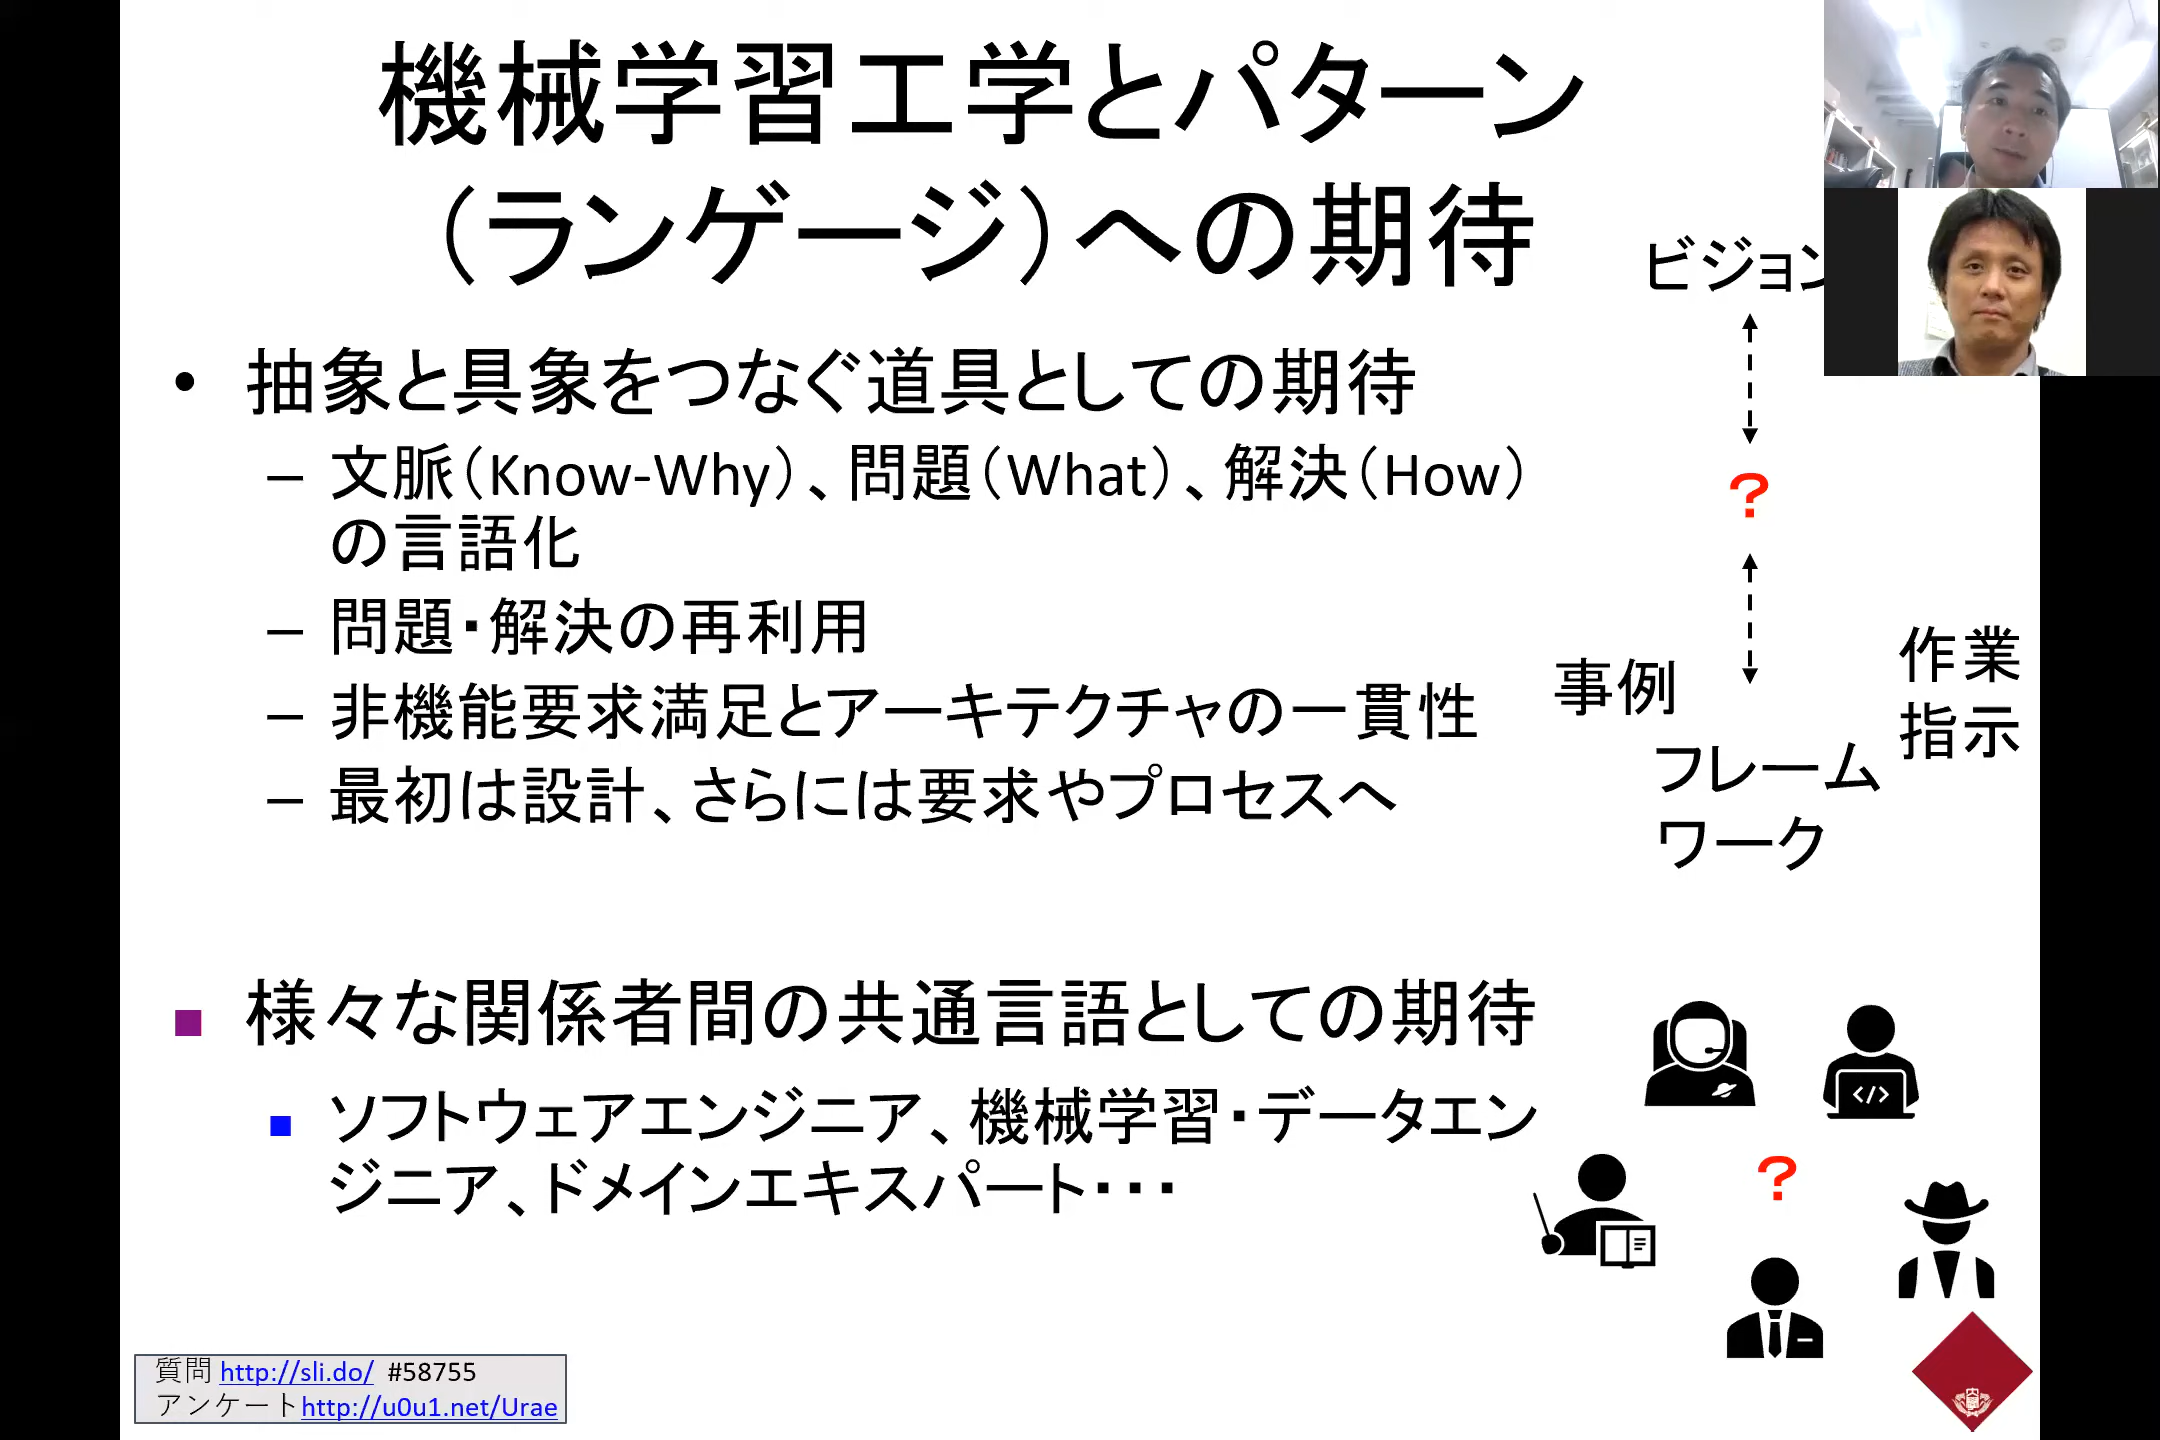 機械学習工学とパターン
（ランゲージ）への期待
• 抽象と具象をつなぐ道具としての期待
– 文脈（Know-Why）、問題（What）、解決（How）
の言語化
– 問題・解決の再利用
– 非機能要求満足とアーキテクチャの一貫性
– 最初は設計、さらには要求やプロセスへ
ビジョン
?
事例
作業
指示
フレーム
ワーク
■ 様々な関係者間の共通言語としての期待
■ ソフトウェアエンジニア、機械学習・データエン
ジニア、ドメインエキスパート・・・
</>
?
質問 http://sli.do/ #58755
アンケート http://u0u1.net/Urae